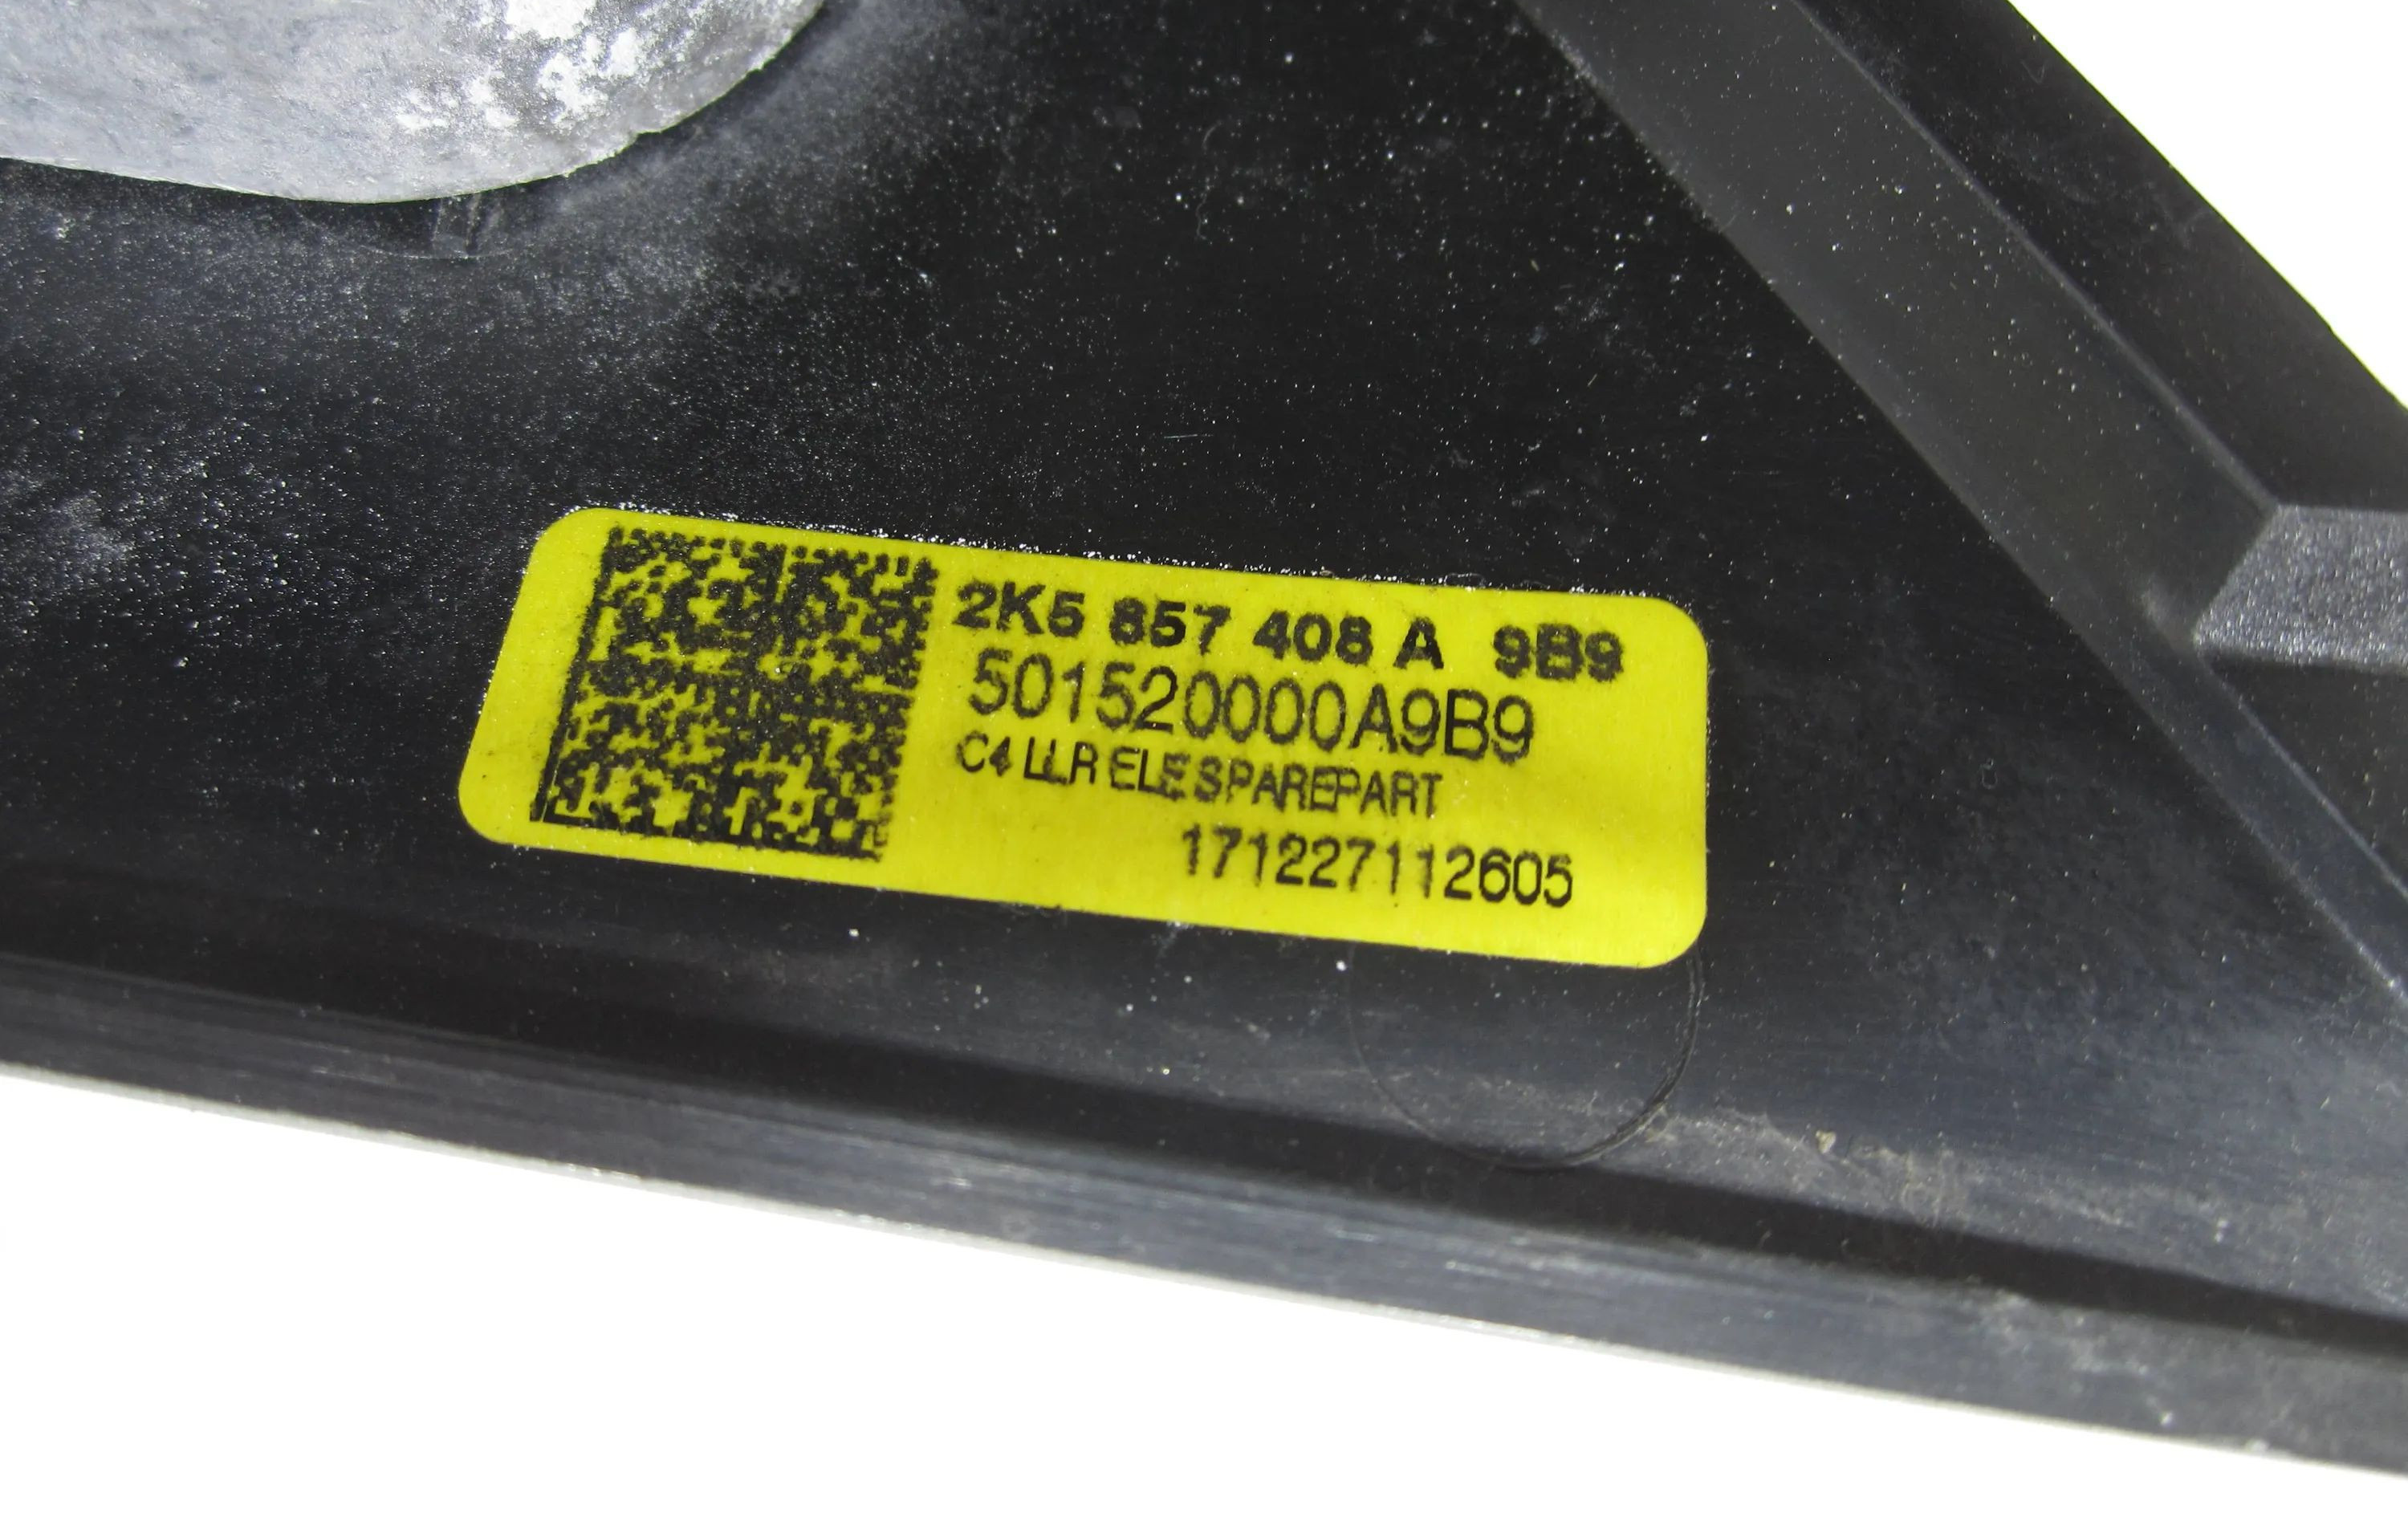 2K5 857 408 A 9B9
501520000A9B9
C4 LLR ELE SPAREPART
171227112605